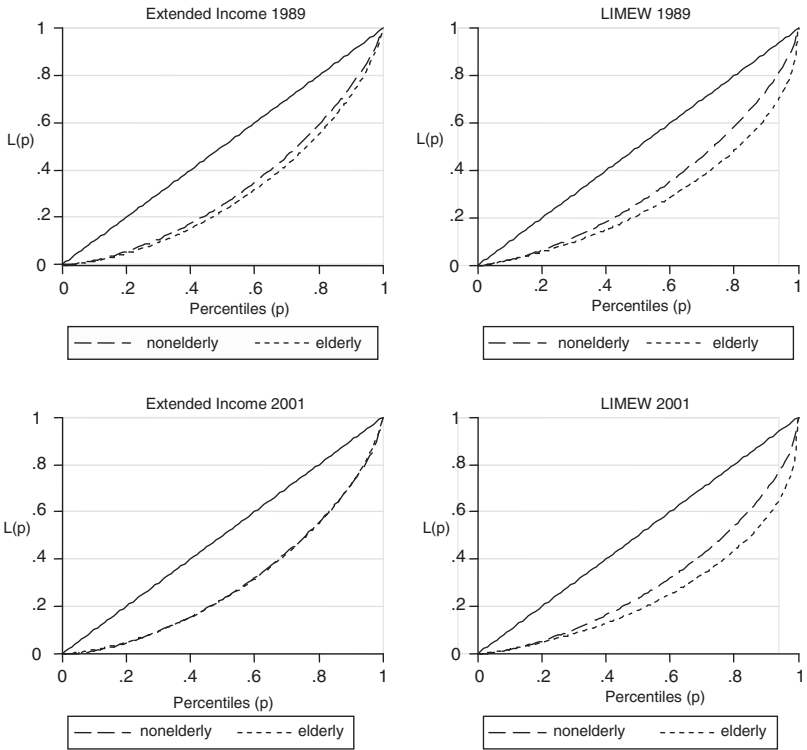 Extended Income 1989
1
.8
.6
L(p)
.4
.2
0
0 .2 .4 .6 .8 1
Percentiles (p)
nonelderly elderly
LIMEW 1989
1
.8
.6
L(p)
.4
.2
0
0 .2 .4 .6 .8 1
Percentiles (p)
nonelderly elderly
Extended Income 2001
1
.8
.6
L(p)
.4
.2
0
0 .2 .4 .6 .8 1
Percentiles (p)
nonelderly elderly
LIMEW 2001
1
.8
.6
L(p)
.4
.2
0
0 .2 .4 .6 .8 1
Percentiles (p)
nonelderly elderly